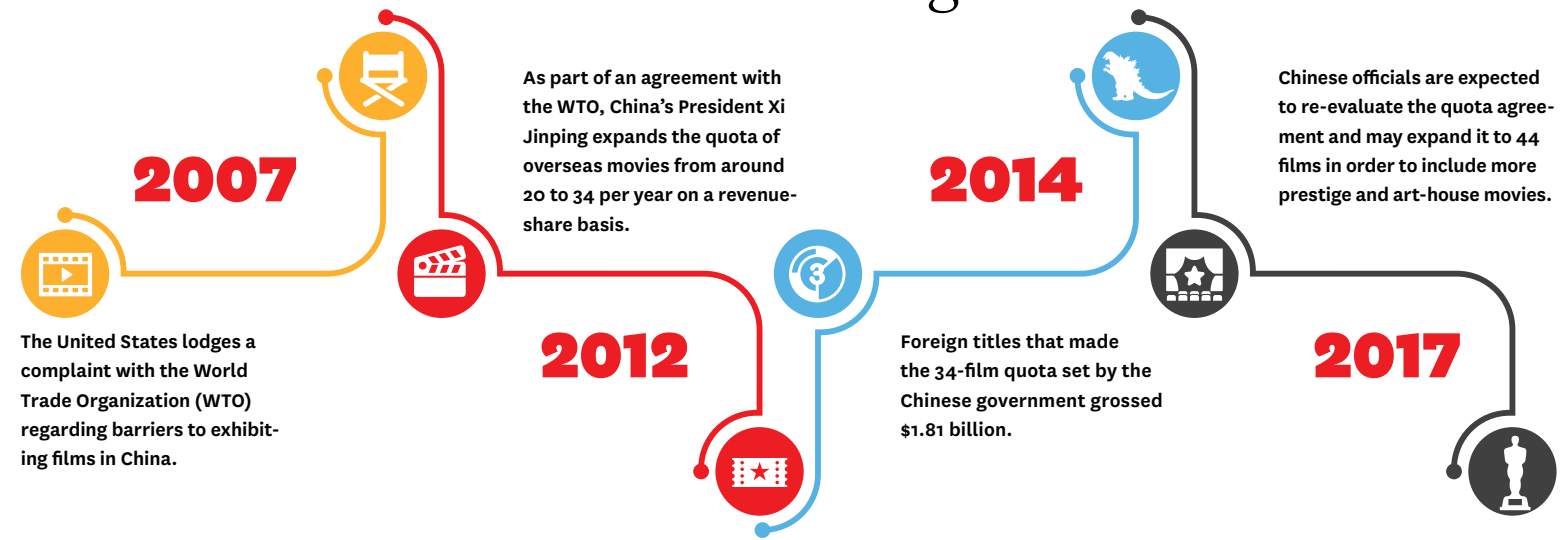 2007
The United States lodges a
complaint with the World
Trade Organization (WTO)
regarding barriers to exhibit-
ing films in China.
As part of an agreement with
the WTO, China's President Xi
Jinping expands the quota of
overseas movies from around
20 to 34 per year on a revenue-
share basis.
2012
3
2014
Foreign titles that made
the 34-film quota set by the
Chinese government grossed
$1.81 billion.
Chinese officials are expected
to re-evaluate the quota agree-
ment and may expand it to 44
films in order to include more
prestige and art-house movies.
2017